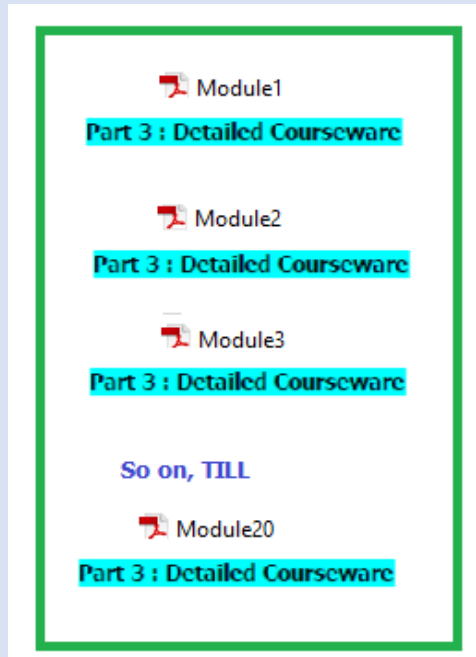 Module1
Part 3 : Detailed Courseware
Module2
Part 3 : Detailed Courseware
Module3
Part 3 : Detailed Courseware
So on, TILL
Module20
Part 3 : Detailed Courseware